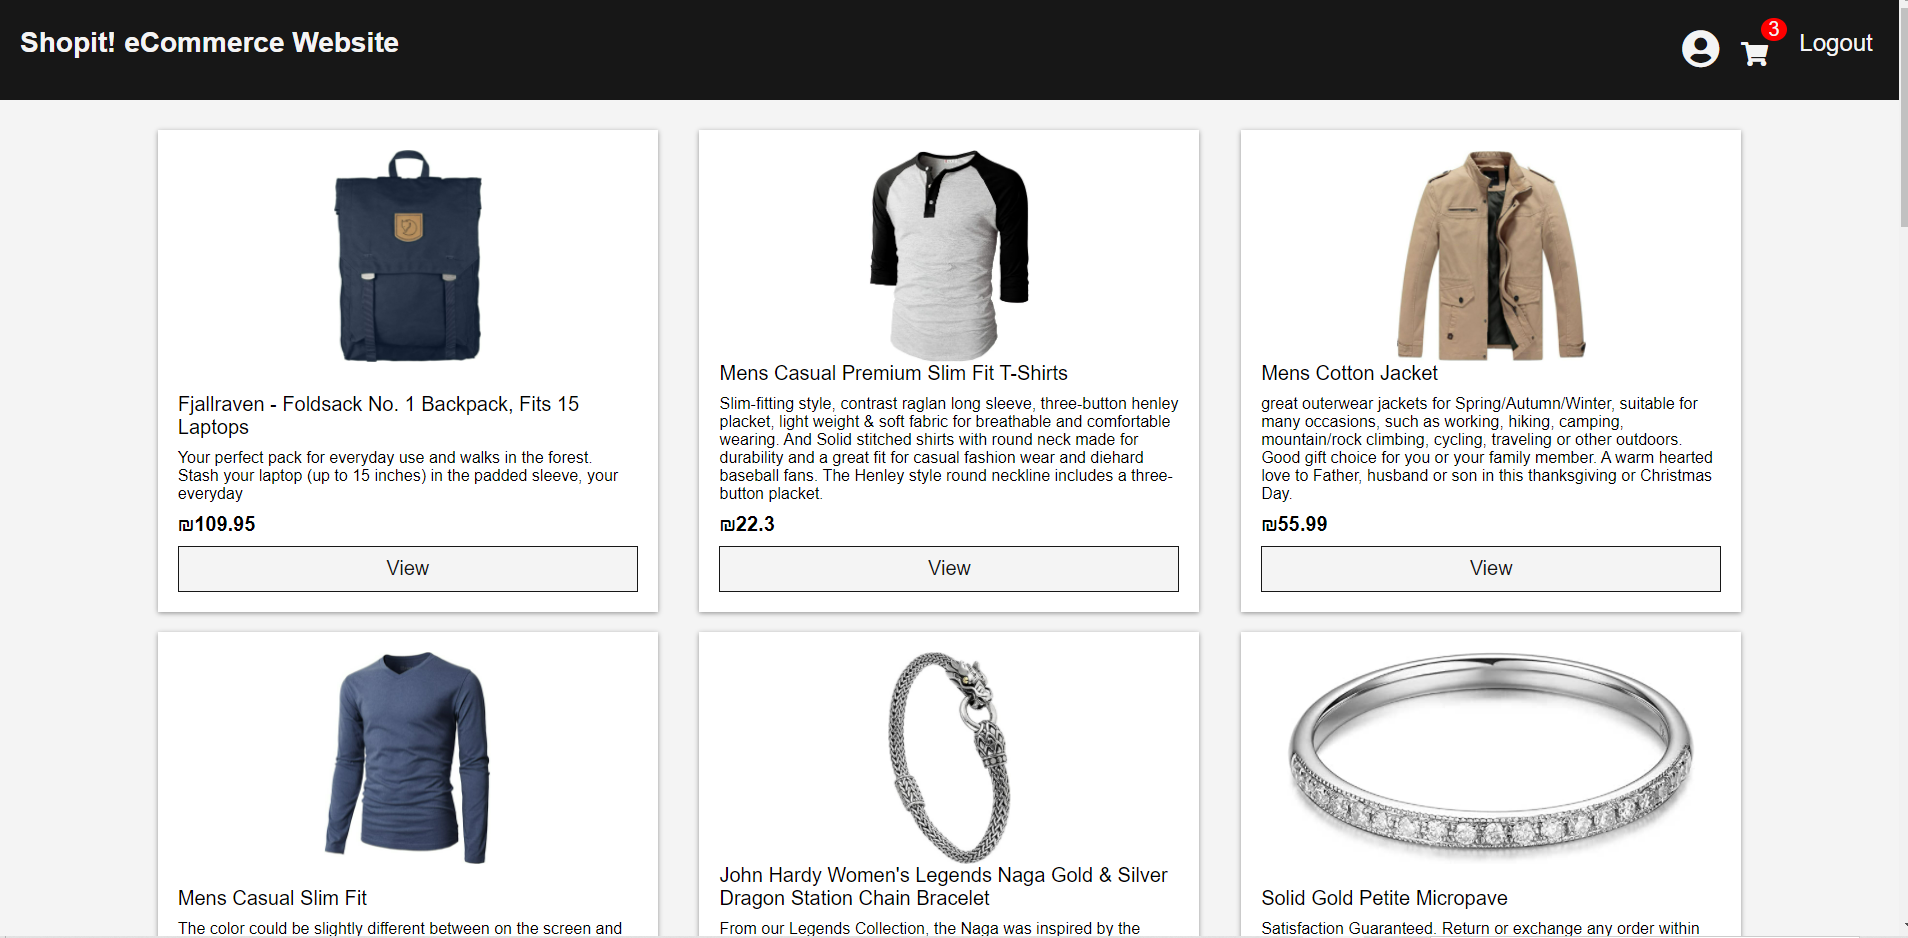 Shopit! eCommerce Website
3
Logout
Fjallraven - Foldsack No. 1 Backpack, Fits 15
Laptops
Your perfect pack for everyday use and walks in the forest.
Stash your laptop (up to 15 inches) in the padded sleeve, your
everyday
₪109.95
View
Mens Casual Premium Slim Fit T-Shirts
Slim-fitting style, contrast raglan long sleeve, three-button henley
placket, light weight & soft fabric for breathable and comfortable
wearing. And Solid stitched shirts with round neck made for
durability and a great fit for casual fashion wear and diehard
baseball fans. The Henley style round neckline includes a three-
button placket.
₪22.3
View
Mens Cotton Jacket
great outerwear jackets for Spring/Autumn/Winter, suitable for
many occasions, such as working, hiking, camping,
mountain/rock climbing, cycling, traveling or other outdoors.
Good gift choice for you or your family member. A warm hearted
love to Father, husband or son in this thanksgiving or Christmas
Day.
₪55.99
View
Mens Casual Slim Fit
The color could be slightly different between on the screen and
John Hardy Women's Legends Naga Gold & Silver
Dragon Station Chain Bracelet
From our Legends Collection, the Naga was inspired by the
Solid Gold Petite Micropave
Satisfaction Guaranteed. Return or exchange any order within